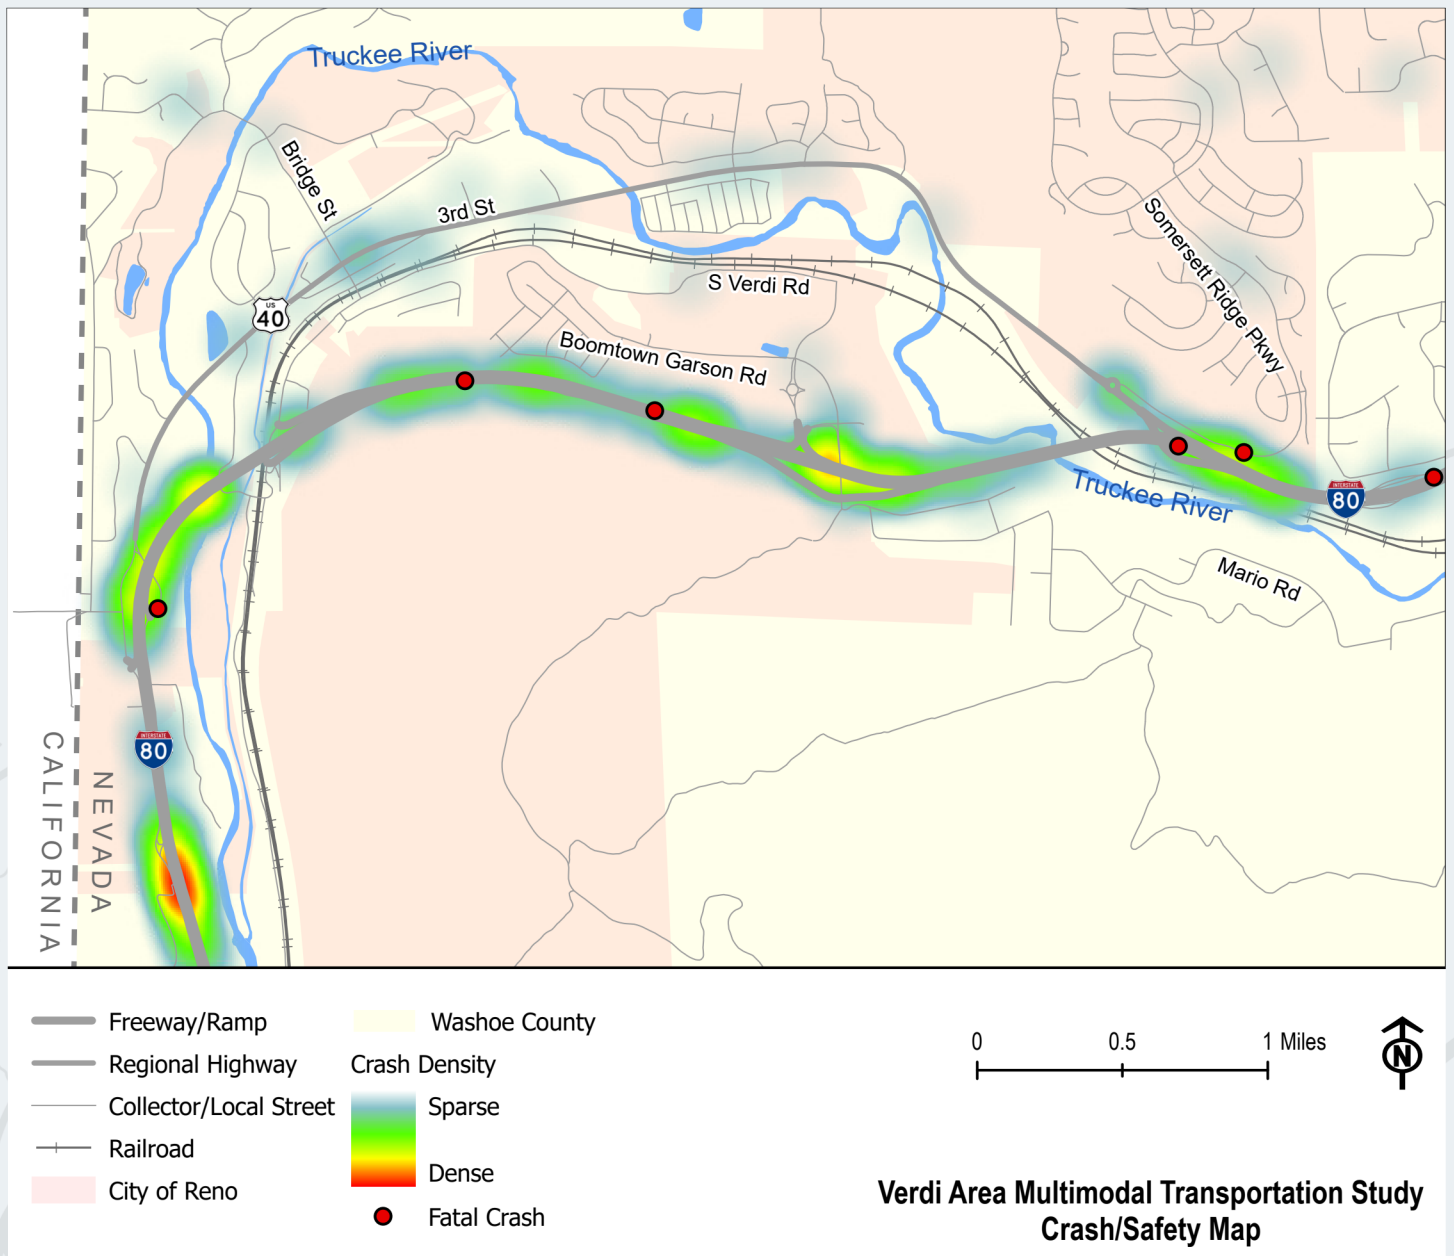 Truckee River
Bridge St
3rd St
US
40
S Verdi Rd
Boomtown Garson Rd
Somersett Ridge Pkwy
Truckee River
INTERSTATE
80
Mario Rd
INTERSTATE
80
CALIFORNIA
NEVADA
Freeway/Ramp
Regional Highway
Collector/Local Street
Railroad
City of Reno
Washoe County
Crash Density
Sparse
Dense
Fatal Crash
0 0.5 1 Miles
N
Verdi Area Multimodal Transportation Study
Crash/Safety Map